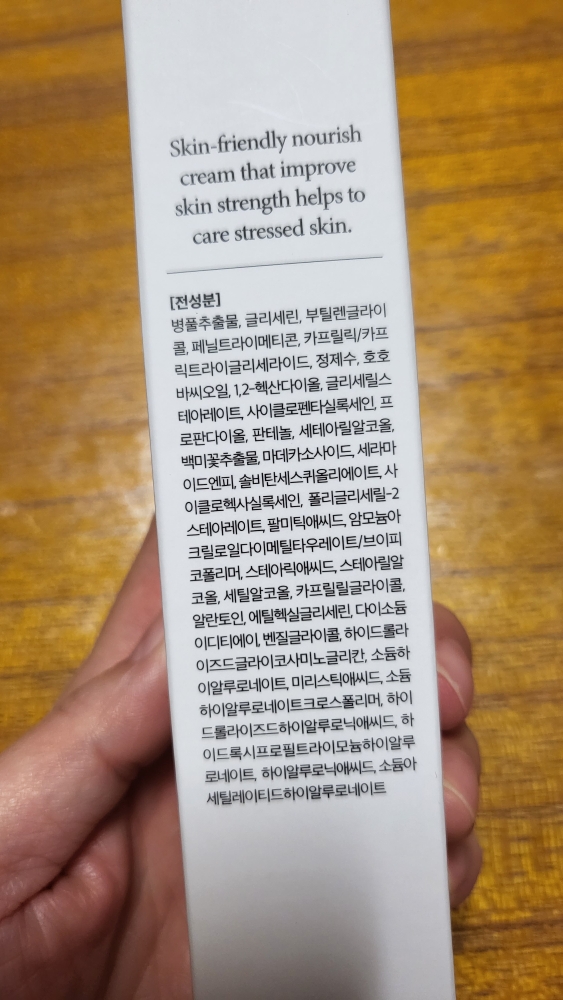 Skin-friendly nourish
cream that improve
skin strength helps to
care stressed skin.
[전성분]
병풀추출물, 글리세린, 부틸렌글라이
콜, 페닐트라이메티콘, 카프릴릭/카프
릭트라이글리세라이드, 정제수, 호호
바씨오일, 1,2-헥산다이올, 글리세릴스
테아레이트, 사이클로펜타실록세인, 프
로판다이올, 판테놀, 세테아릴알코올,
백미꽃추출물, 마데카소사이드, 세라마
이드엔피, 솔비탄세스퀴올리에이트, 사
이클로헥사실록세인, 폴리글리세릴-2
스테아레이트, 팔미틱애씨드, 암모늄아
크릴로일다이메틸타우레이트/브이피
코폴리머, 스테아릭애씨드, 스테아릴알
코올, 세틸알코올, 카프릴릴글라이콜,
알란토인, 에틸헥실글리세린, 다이소듐
이디티에이, 벤질글라이콜, 하이드롤라
이즈드글라이코사미노글리칸, 소듐하
이알루로네이트, 미리스틱애씨드, 소듐
하이알루로네이트크로스폴리머, 하이
드롤라이즈드하이알루로닉애씨드, 하
이드록시프로필트라이모늄하이알루
로네이트, 하이알루로닉애씨드, 소듐아
세틸레이티드하이알루로네이트